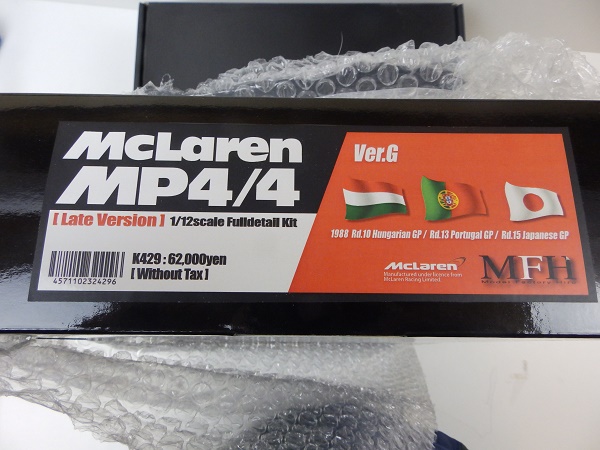 McLaren
MP4/4
[ Late Version ] 1/12scale Fulldetail Kit
K429 : 62,000yen
[ Without Tax ]
4571102324296
Ver.G
1988 Rd.10 Hungarian GP / Rd.13 Portugal GP / Rd.15 Japanese GP
McLaren
Manufactured under licence from
McLaren Racing Limited.
MFH